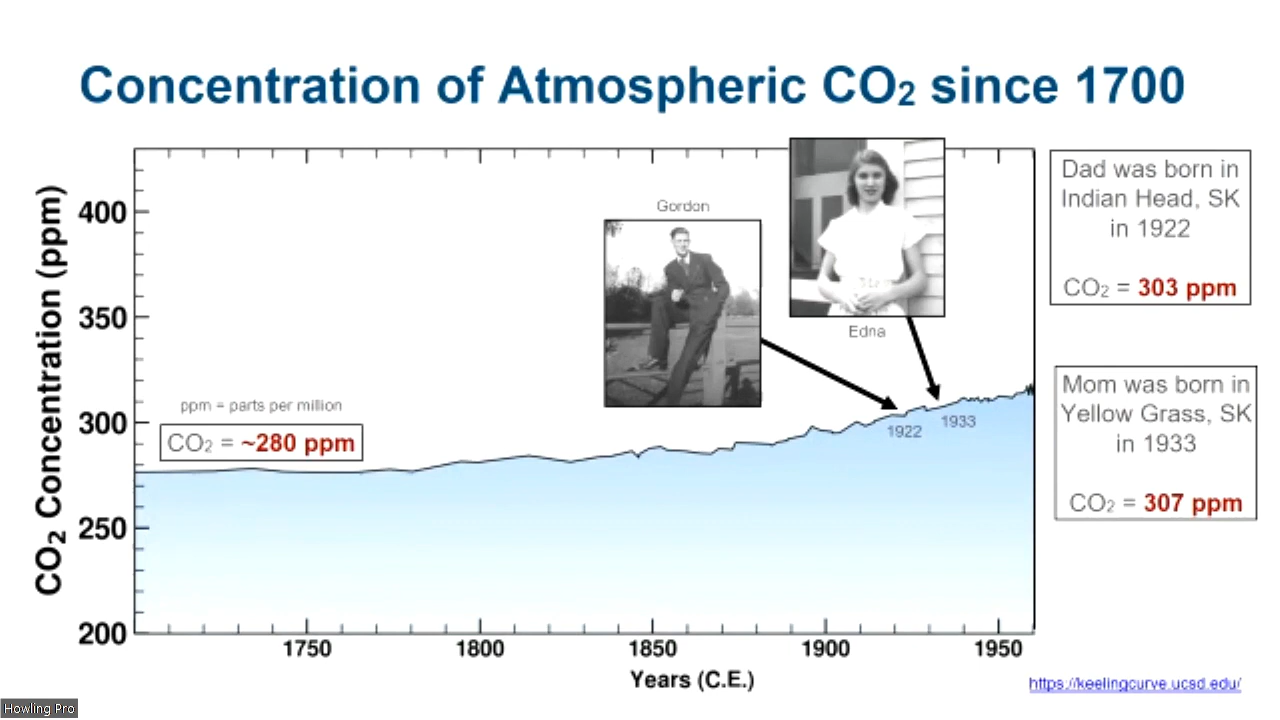 Concentration of Atmospheric CO₂ since 1700
Gordon
Edna
Dad was born in
Indian Head, SK
in 1922
CO₂ = 303 ppm
Mom was born in
Yellow Grass, SK
in 1933
CO₂ = 307 ppm
CO₂ Concentration (ppm)
400
350
300
250
200
ppm = parts per million
CO₂ = ~280 ppm
1922
1933
1750
1800
1850
1900
1950
Years (C.E.)
https://keelingcurve.ucsd.edu/
Howling Pro